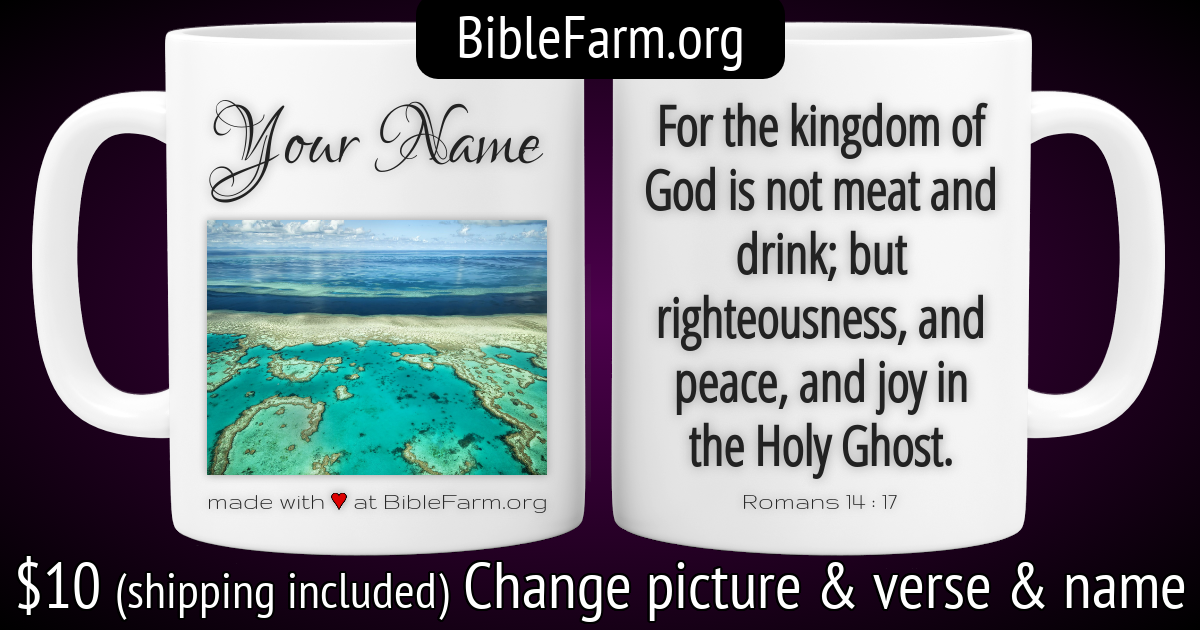 BibleFarm.org
Your Name
made with ♥ at BibleFarm.org
For the kingdom of
God is not meat and
drink; but
righteousness, and
peace, and joy in
the Holy Ghost.
Romans 14 : 17
$10 (shipping included) Change picture & verse & name